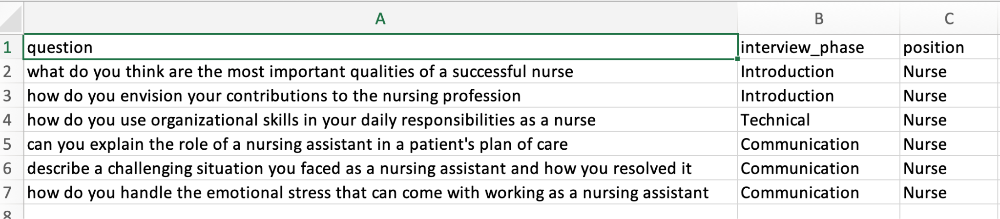 A B C
1 question interview_phase position
2 what do you think are the most important qualities of a successful nurse Introduction Nurse
3 how do you envision your contributions to the nursing profession Introduction Nurse
4 how do you use organizational skills in your daily responsibilities as a nurse Technical Nurse
5 can you explain the role of a nursing assistant in a patient's plan of care Communication Nurse
6 describe a challenging situation you faced as a nursing assistant and how you resolved it Communication Nurse
7 how do you handle the emotional stress that can come with working as a nursing assistant Communication Nurse
8